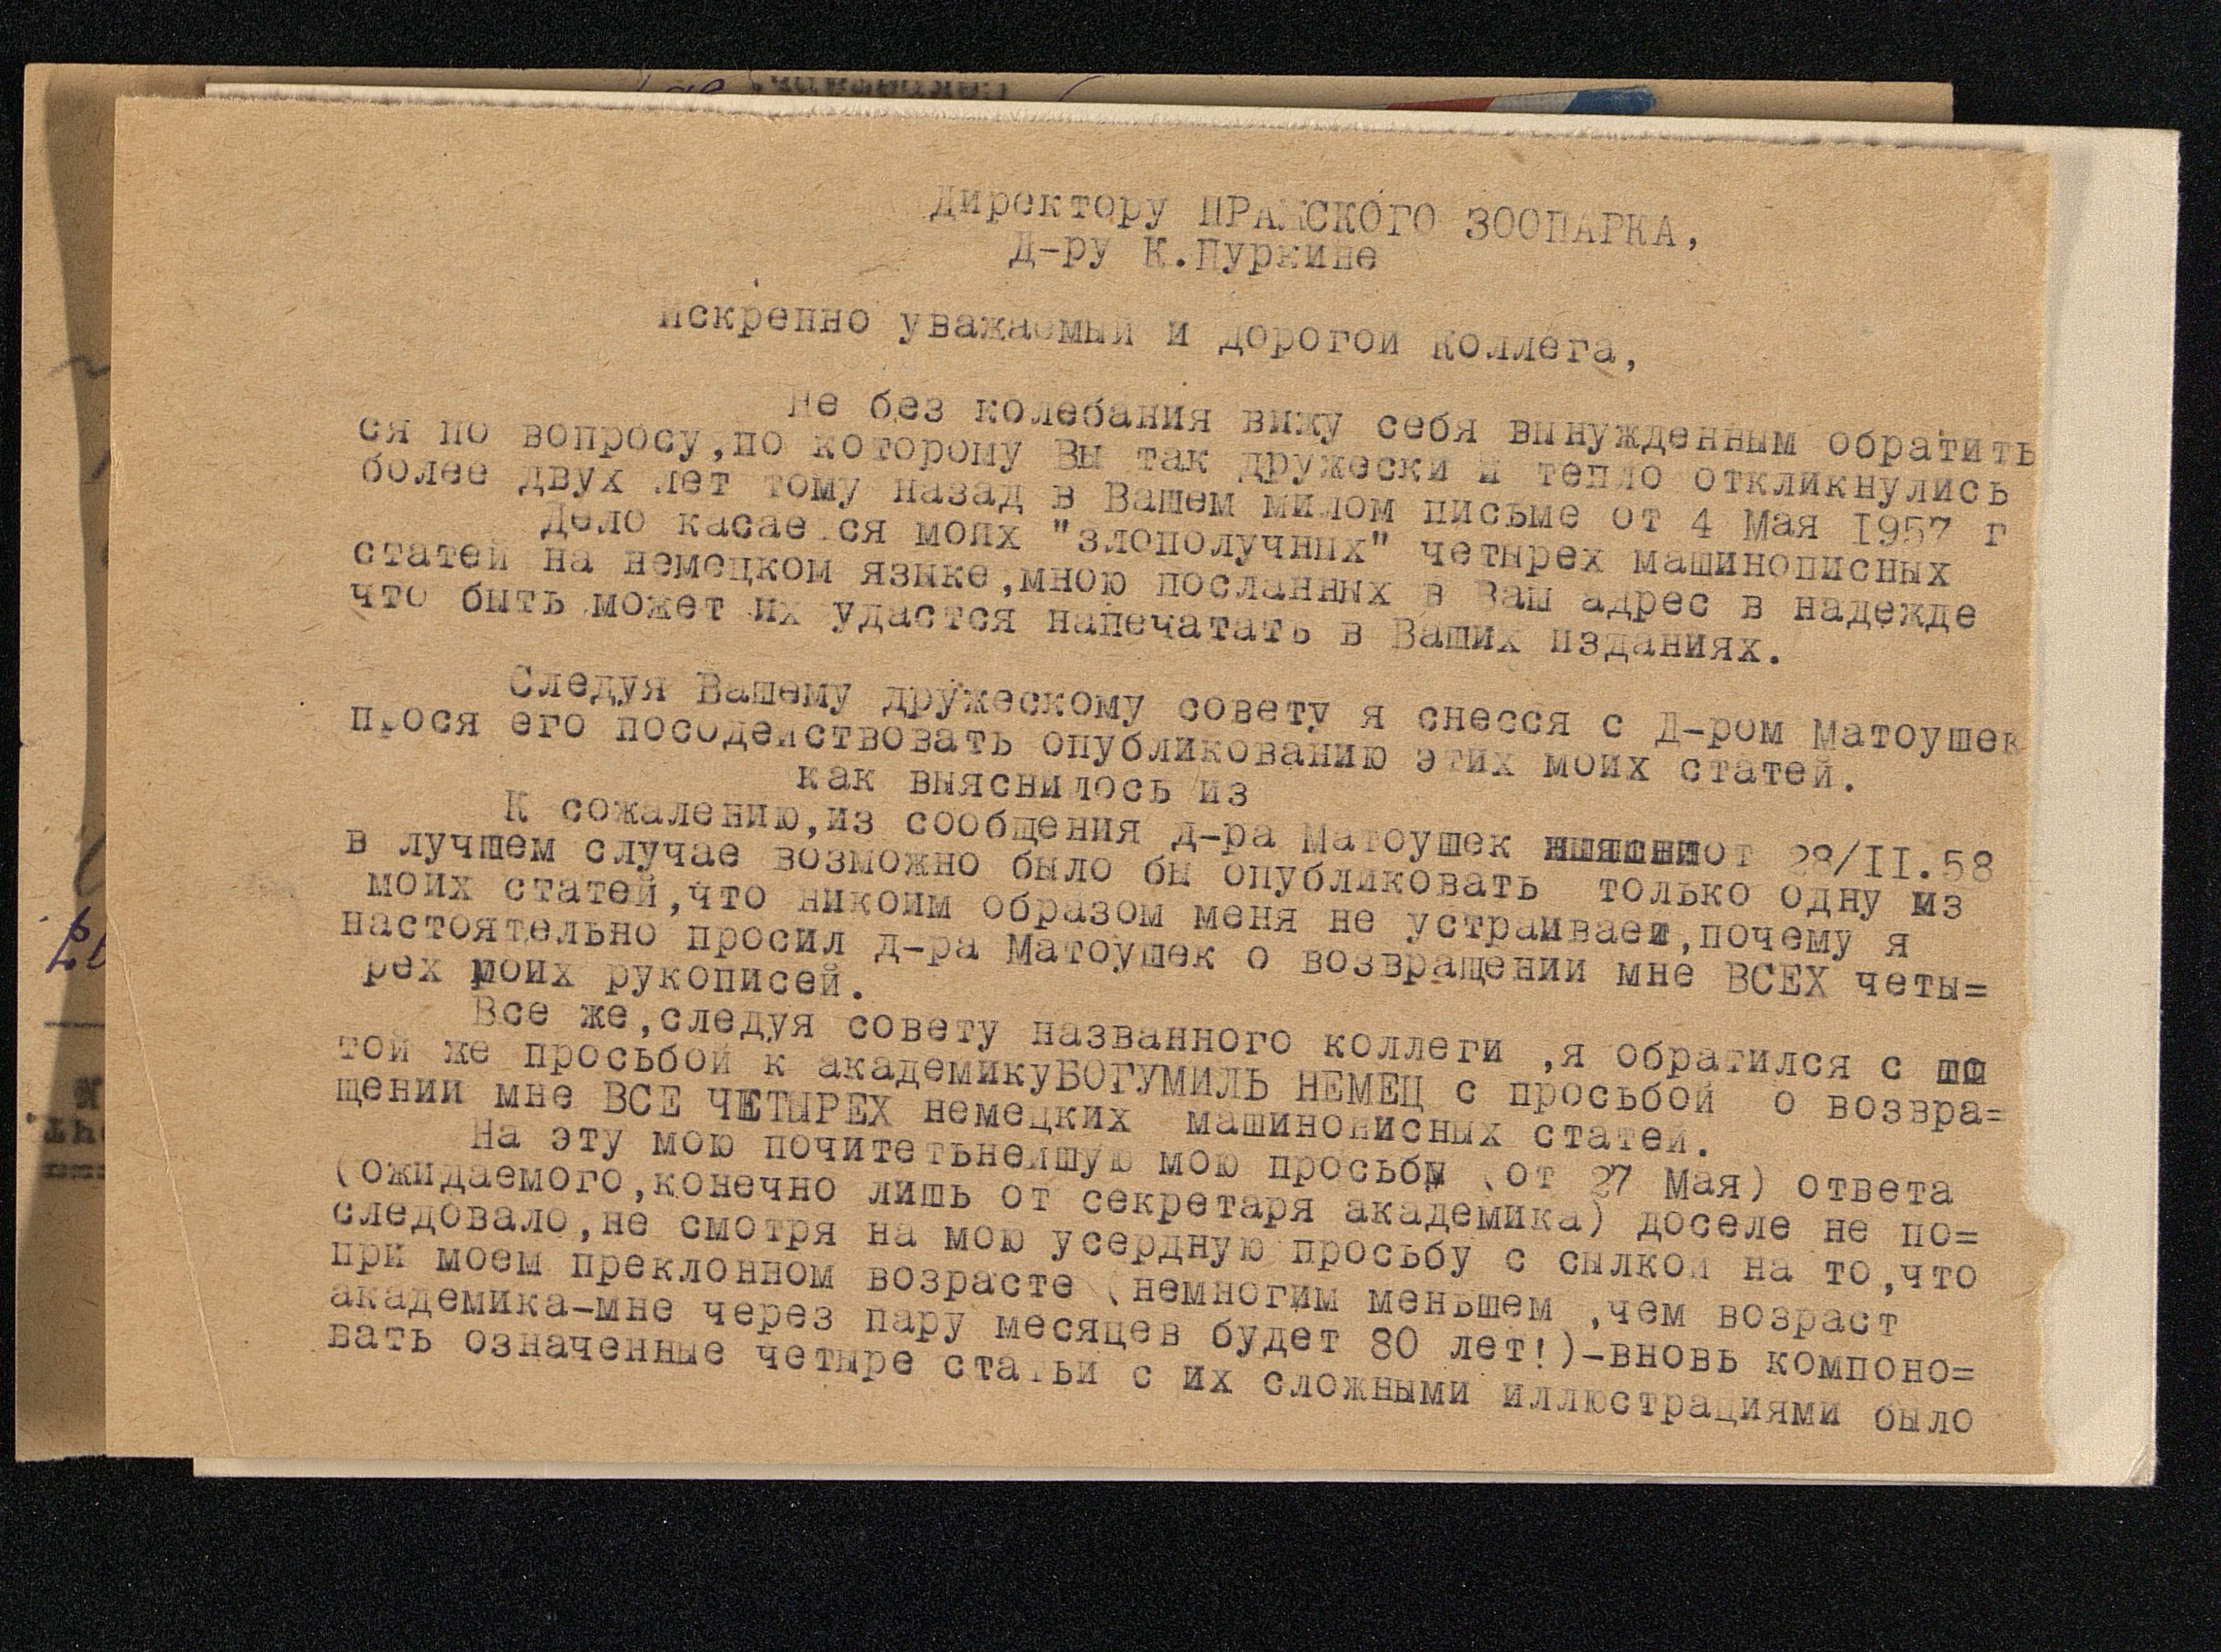 Директору ПРАЖСКОГО ЗООПАРКА,
Д-ру К.Пуркине
Искренно уважаемый и дорогой Коллега,
Не без колебания вижу себя вынужденным обратить
ся по вопросу,по которому Вы так дружески и тепло откликнулись
более двух лет тому назад в Вашем милом письме от 4 Мая 1957 г
Дело касае ся моих "злополучных" четырех машинописных
статей на немецком языке,мною посланных в Ваш адрес в надежде
что быть может их удастся напечатать в Ваших изданиях.
Следуя Вашему дружескому совету я снесся с Д-ром Матоушек
прося его посодействовать опубликованию этих моих статей.
как выяснилось из
К сожалению,из сообщения д-ра Матоушек от 28/II.58
в лучшем случае возможно было бы опубликовать только одну из
моих статей,что никоим образом меня не устраивает,почему я
настоятельно просил д-ра Матоушек о возвращении мне ВСЕХ четы=
рех моих рукописей.
Все же,следуя совету названного коллеги ,я обратился с
той же просьбой к академикуБОГУМИЛЬ НЕМЕЦ с просьбой о возвра=
щении мне ВСЕ ЧЕТЫРЕХ немецких машинописных статей.
На эту мою почитетьнейшую мою просьбы (от 27 Мая) ответа
(ожидаемого,конечно лишь от секретаря академика) доселе не по=
следовало,не смотря на мою усердную просьбу с сылкой на то,что
при моем преклонном возрасте (немногим меньшем ,чем возраст
академика-мне через пару месяцев будет 80 лет!)-вновь компоно=
вать означенные четыре статьи с их сложными иллюстрациями было